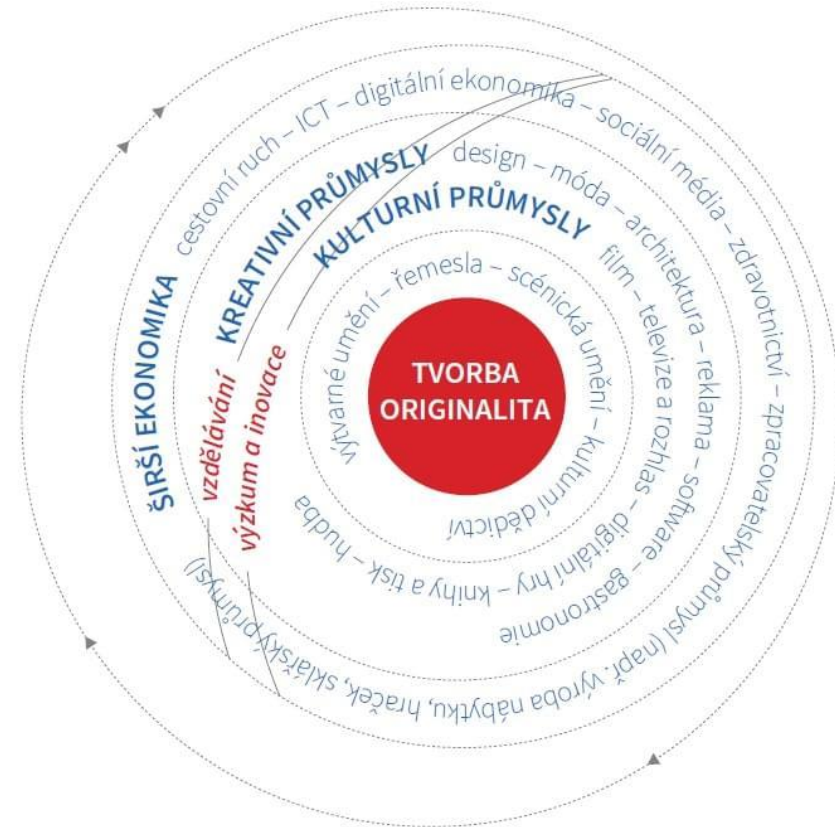 TVORBA
ORIGINALITA
výtvarné umění – řemesla – scénická umění – kulturní dědictví
KULTURNÍ PRŮMYSLY
film – televize a rozhlas – digitální hry – knihy a tisk – hudba
KREATIVNÍ PRŮMYSLY
design – móda – architektura – reklama – software – gastronomie
ŠIRŠÍ EKONOMIKA
cestovní ruch – ICT – digitální ekonomika – sociální média – zdravotnictví – zpracovatelský průmysl (např. výroba nábytku, hraček, sklářský průmysl)
vzdělávání
výzkum a inovace